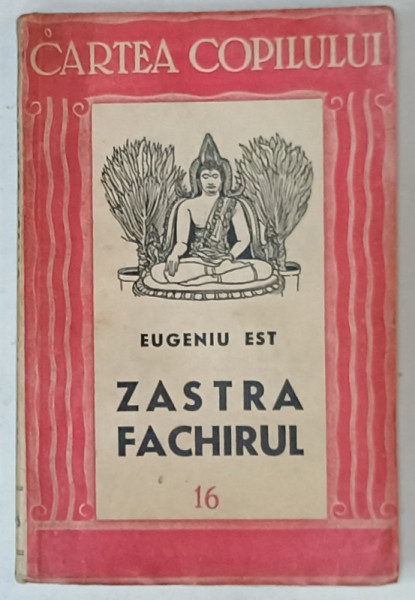 CARTEA COPILULUI
EUGENIU EST
ZASTRA
FACHIRUL
16